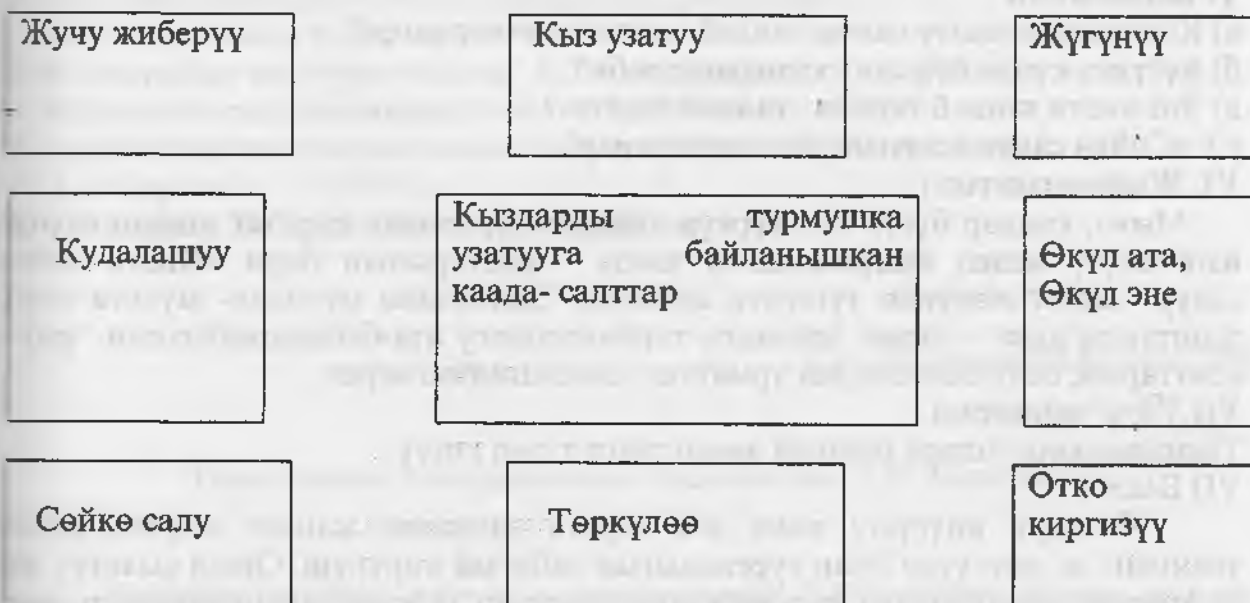 Жучу жиберүү
Кыз узатуу
Жүгүнүү
Кудалашуу
Кыздарды турмушка
узатууга байланышкан
каада- салттар
Өкүл ата,
Өкүл эне
Сөйкө салуу
Төркүлөө
Отко
киргизүү